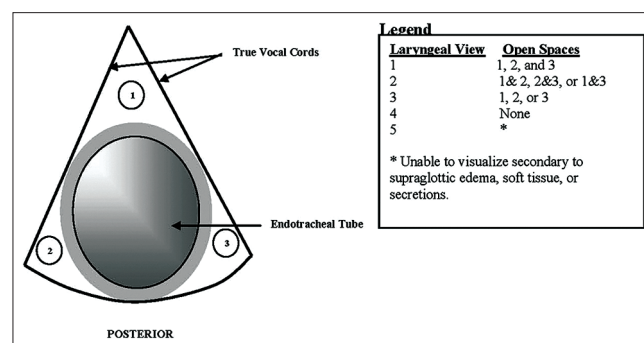 True Vocal Cords
1
2
3
Endotracheal Tube
POSTERIOR
Legend
Laryngeal View Open Spaces
1 1, 2, and 3
2 1& 2, 2&3, or 1&3
3 1, 2, or 3
4 None
5 *
* Unable to visualize secondary to
supraglottic edema, soft tissue, or
secretions.